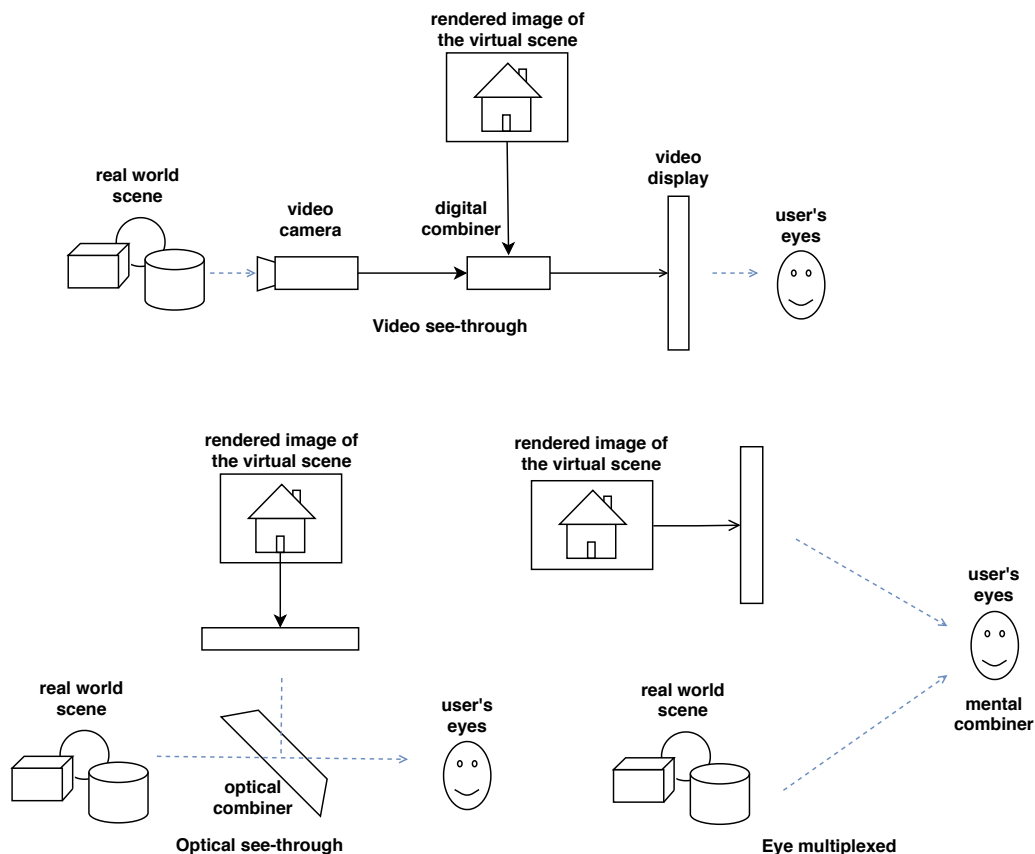 rendered image of
the virtual scene
real world
scene
video
camera
digital
combiner
video
display
user's
eyes
Video see-through
rendered image of
the virtual scene
real world
scene
optical
combiner
user's
eyes
Optical see-through
rendered image of
the virtual scene
real world
scene
user's
eyes
mental
combiner
Eye multiplexed